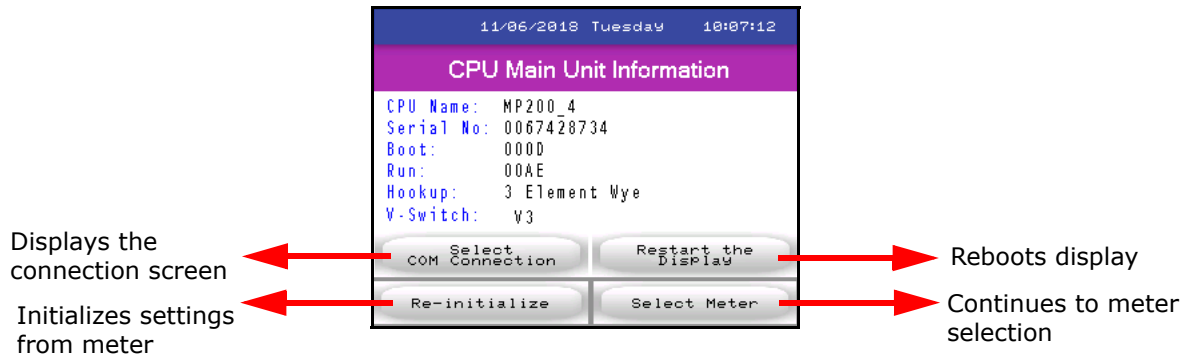 11/06/2018 Tuesday 10:07:12
CPU Main Unit Information
CPU Name: MP200_4
Serial No: 0067428734
Boot: 000D
Run: 00AE
Hookup: 3 Element Wye
V-Switch: V3
Select
COM Connection
Restart the
Display
Re-initialize
Select Meter
Displays the
connection screen
Initializes settings
from meter
Reboots display
Continues to meter
selection